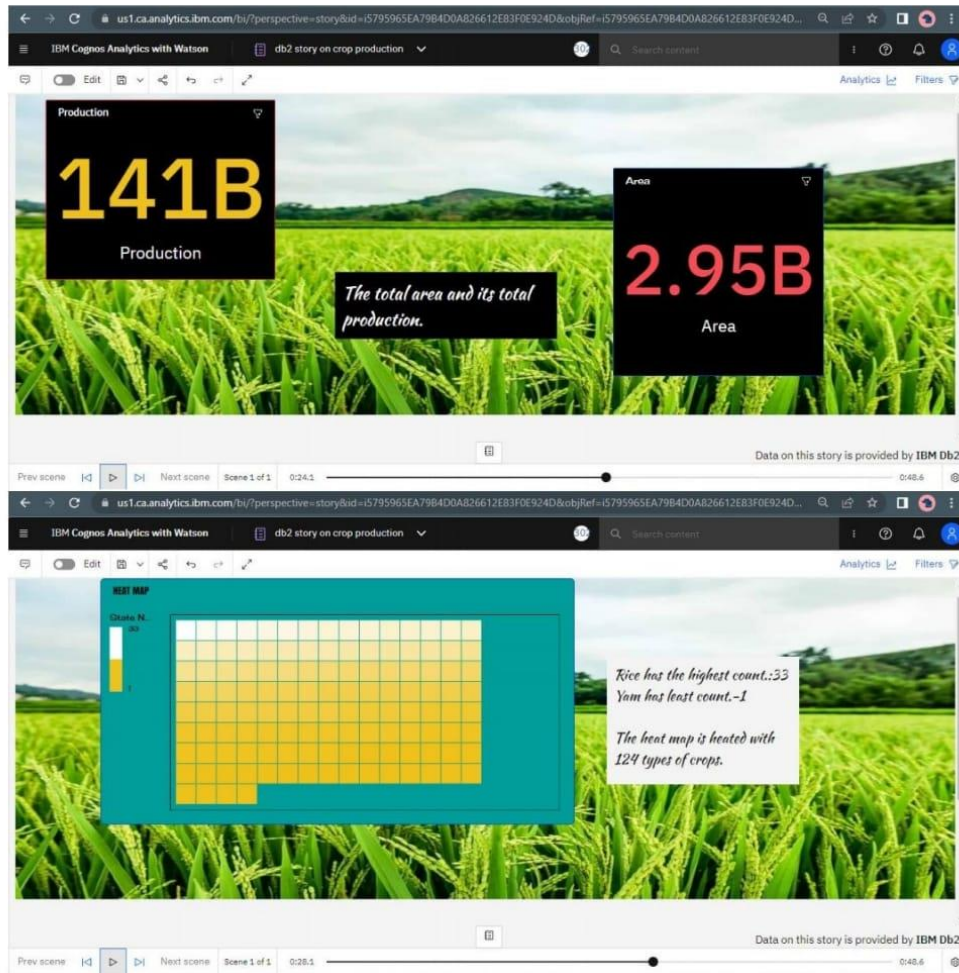 us1.ca.analytics.ibm.com/bi/?perspective=story&id=i5795965EA79B4D0A826612E83F0E924D&objRef=i5795965EA79B4D0A826612E83F0E924D...
IBM Cognos Analytics with Watson
db2 story on crop production
302
Search content
Edit
Analytics
Filters
Production
141B
Production
Area
2.95B
Area
The total area and its total
production.
Data on this story is provided by IBM Db2
Prev scene
Next scene
Scene 1 of 1
0:24.1
0:48.6
us1.ca.analytics.ibm.com/bi/?perspective=story&id=i5795965EA79B4D0A826612E83F0E924D&objRef=i5795965EA79B4D0A826612E83F0E924D...
IBM Cognos Analytics with Watson
db2 story on crop production
302
Search content
Edit
Analytics
Filters
HEAT MAP
State N..
33
1
Rice has the highest count.:33
Yam has least count.-1
The heat map is heated with
124 types of crops.
Data on this story is provided by IBM Db2
Prev scene
Next scene
Scene 1 of 1
0:28.1
0:48.6